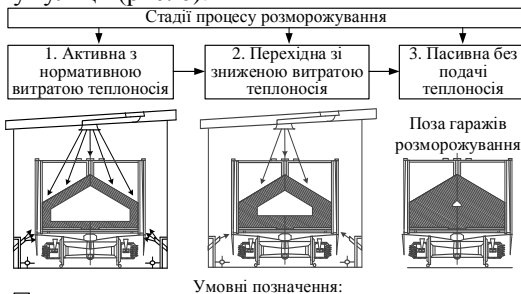 Стадії процесу розморожування
1. Активна з
нормативною
витратою теплоносія
2. Перехідна зі
зниженою витратою
теплоносія
3. Пасивна без
подачі
теплоносія
Поза гаражів
розморожування
Умовні позначення: